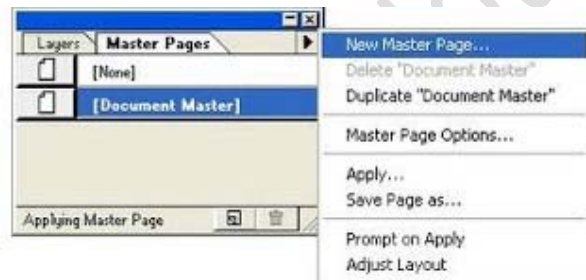 Layers
Master Pages
[None]
[Document Master]
Applying Master Page
New Master Page...
Delete "Document Master"
Duplicate "Document Master"
Master Page Options...
Apply...
Save Page as...
Prompt on Apply
Adjust Layout